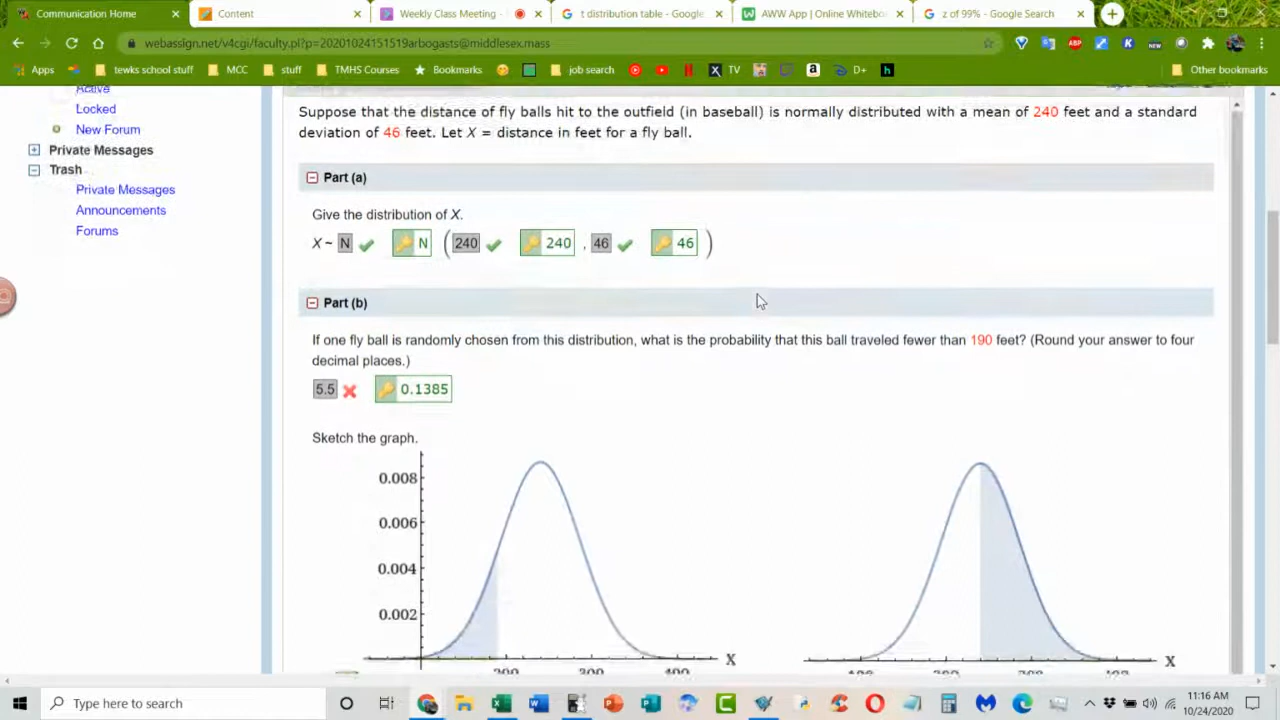 Communication Home
Content
Weekly Class Meeting -
t distribution table - Google
AWW App | Online Whitebo
z of 99% - Google Search
webassign.net/v4cgi/faculty.pl?p=20201024151519arbogasts@middlesex.mass
Apps
tewks school stuff
MCC
stuff
TMHS Courses
Bookmarks
job search
TV
D+
Other bookmarks
Active
Locked
New Forum
Private Messages
Trash
Private Messages
Announcements
Forums
Suppose that the distance of fly balls hit to the outfield (in baseball) is normally distributed with a mean of 240 feet and a standard
deviation of 46 feet. Let X = distance in feet for a fly ball.
Part (a)
Give the distribution of X.
X ~ N N ( 240 240 , 46 46 )
Part (b)
If one fly ball is randomly chosen from this distribution, what is the probability that this ball traveled fewer than 190 feet? (Round your answer to four
decimal places.)
5.5 0.1385
Sketch the graph.
0.008
0.006
0.004
0.002
X
X
Type here to search
11:16 AM
10/24/2020